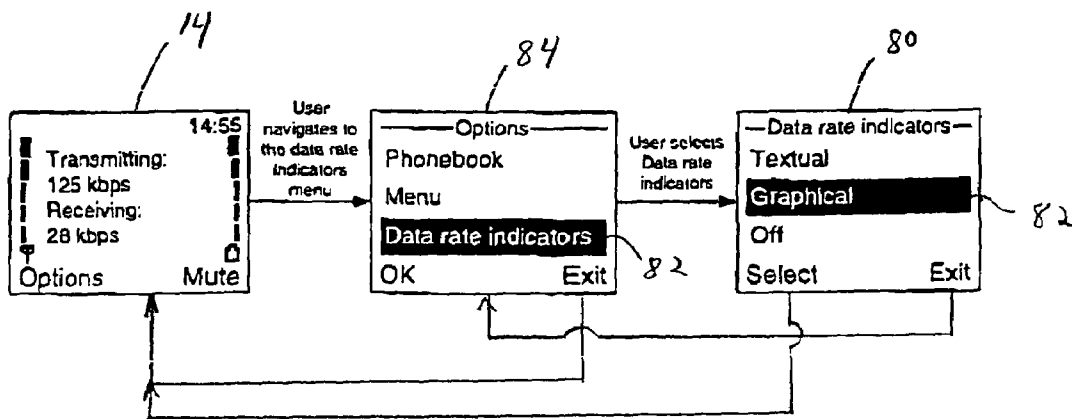 14
84
80
14:55
Transmitting:
125 kbps
Receiving:
28 kbps
Options
Mute
User
navigates to
the data rate
indicators
menu
Options
Phonebook
Menu
Data rate indicators
OK
Exit
82
User selects
Data rate
indicators
Data rate indicators
Textual
Graphical
Off
Select
Exit
82